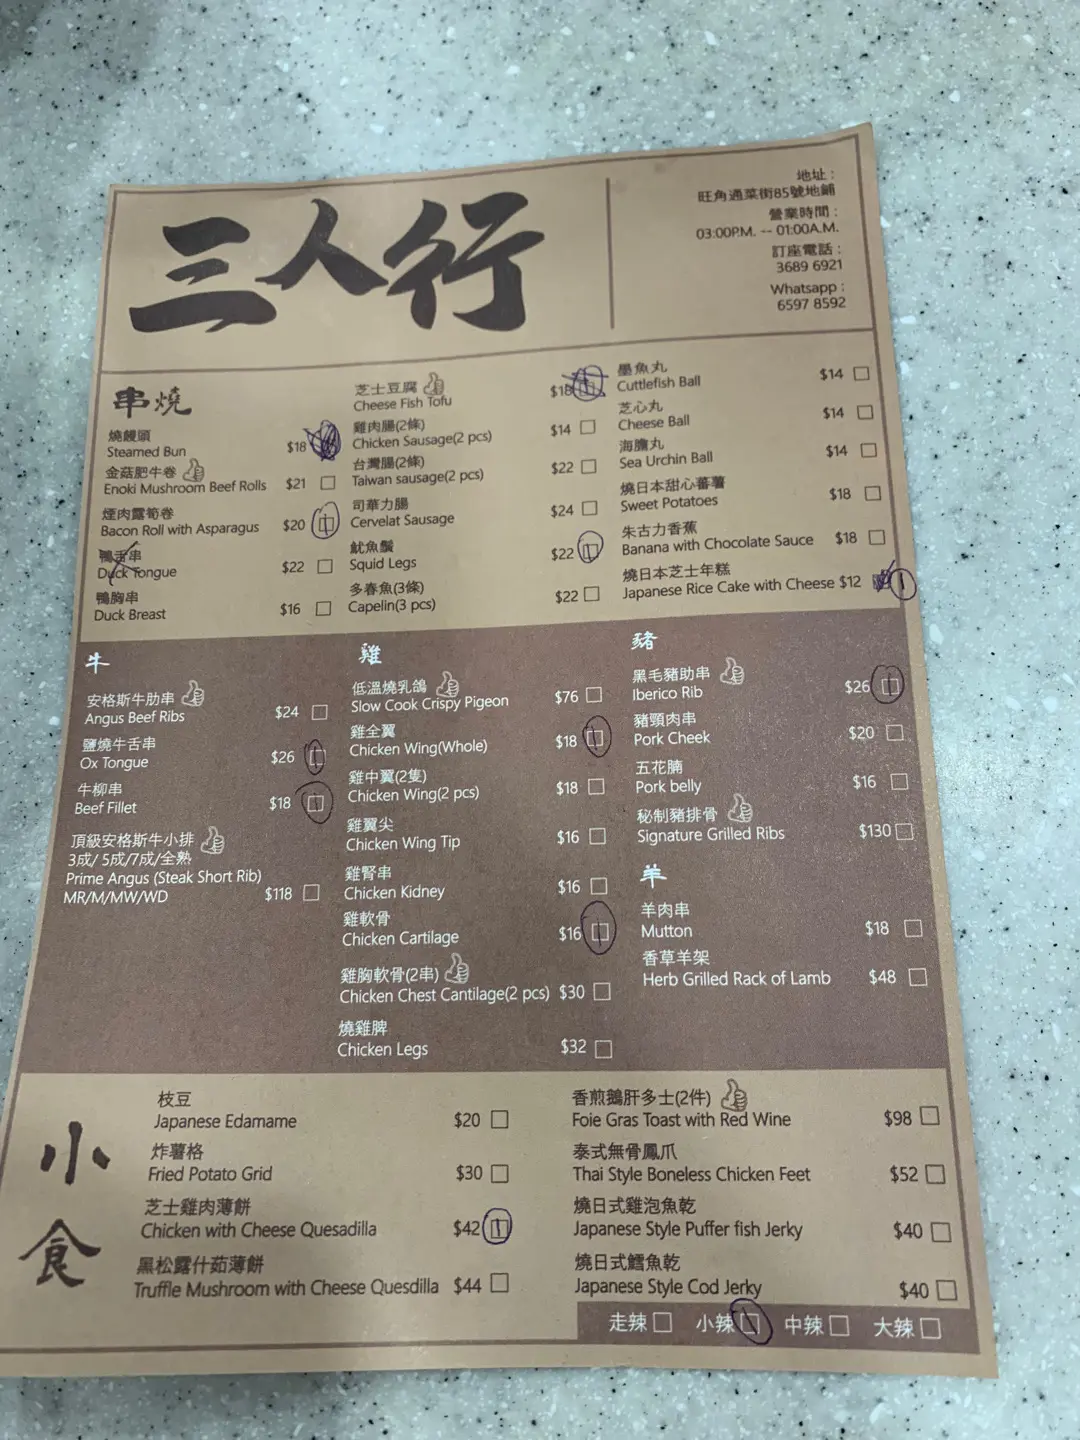 三人行
地址：
旺角通菜街85號地鋪
營業時間：
03:00P.M. -- 01:00A.M.
訂座電話：
3689 6921
Whatsapp :
6597 8592
串燒
燒饅頭
Steamed Bun $18
金菇肥牛卷
Enoki Mushroom Beef Rolls $21
煙肉露筍卷
Bacon Roll with Asparagus $20
鴨舌串
Duck Tongue $22
鴨胸串
Duck Breast $16
芝士豆腐
Cheese Fish Tofu $18
雞肉腸(2條)
Chicken Sausage(2 pcs) $14
台灣腸(2條)
Taiwan sausage(2 pcs) $22
司華力腸
Cervelat Sausage $24
魷魚鬚
Squid Legs $22
多春魚(3條)
Capelin(3 pcs) $22
墨魚丸
Cuttlefish Ball $14
芝心丸
Cheese Ball $14
海膽丸
Sea Urchin Ball $14
燒日本甜心蕃薯
Sweet Potatoes $18
朱古力香蕉
Banana with Chocolate Sauce $18
燒日本芝士年糕
Japanese Rice Cake with Cheese $12
牛
安格斯牛肋串
Angus Beef Ribs $24
鹽燒牛舌串
Ox Tongue $26
牛柳串
Beef Fillet $18
頂級安格斯牛小排
3成/ 5成/7成/全熟
Prime Angus (Steak Short Rib)
MR/M/MW/WD $118
雞
低溫燒乳鴿
Slow Cook Crispy Pigeon $76
雞全翼
Chicken Wing(Whole) $18
雞中翼(2隻)
Chicken Wing(2 pcs) $18
雞翼尖
Chicken Wing Tip $16
雞腎串
Chicken Kidney $16
雞軟骨
Chicken Cartilage $16
雞胸軟骨(2串)
Chicken Chest Cantilage(2 pcs) $30
燒雞脾
Chicken Legs $32
豬
黑毛豬助串
Iberico Rib $26
豬頸肉串
Pork Cheek $20
五花腩
Pork belly $16
秘制豬排骨
Signature Grilled Ribs $130
羊
羊肉串
Mutton $18
香草羊架
Herb Grilled Rack of Lamb $48
小食
枝豆
Japanese Edamame $20
炸薯格
Fried Potato Grid $30
芝士雞肉薄餅
Chicken with Cheese Quesadilla $42
黑松露什茹薄餅
Truffle Mushroom with Cheese Quesdilla $44
香煎鵝肝多士(2件)
Foie Gras Toast with Red Wine $98
泰式無骨鳳爪
Thai Style Boneless Chicken Feet $52
燒日式雞泡魚乾
Japanese Style Puffer fish Jerky $40
燒日式鱈魚乾
Japanese Style Cod Jerky $40
走辣 小辣 中辣 大辣